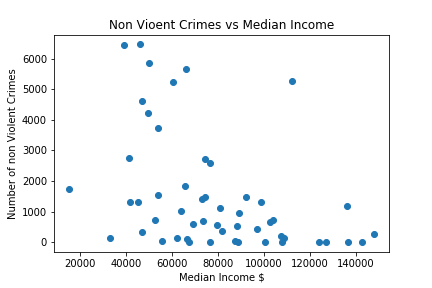 Non Vioent Crimes vs Median Income
Number of non Violent Crimes
6000
5000
4000
3000
2000
1000
0
20000 40000 60000 80000 100000 120000 140000
Median Income $